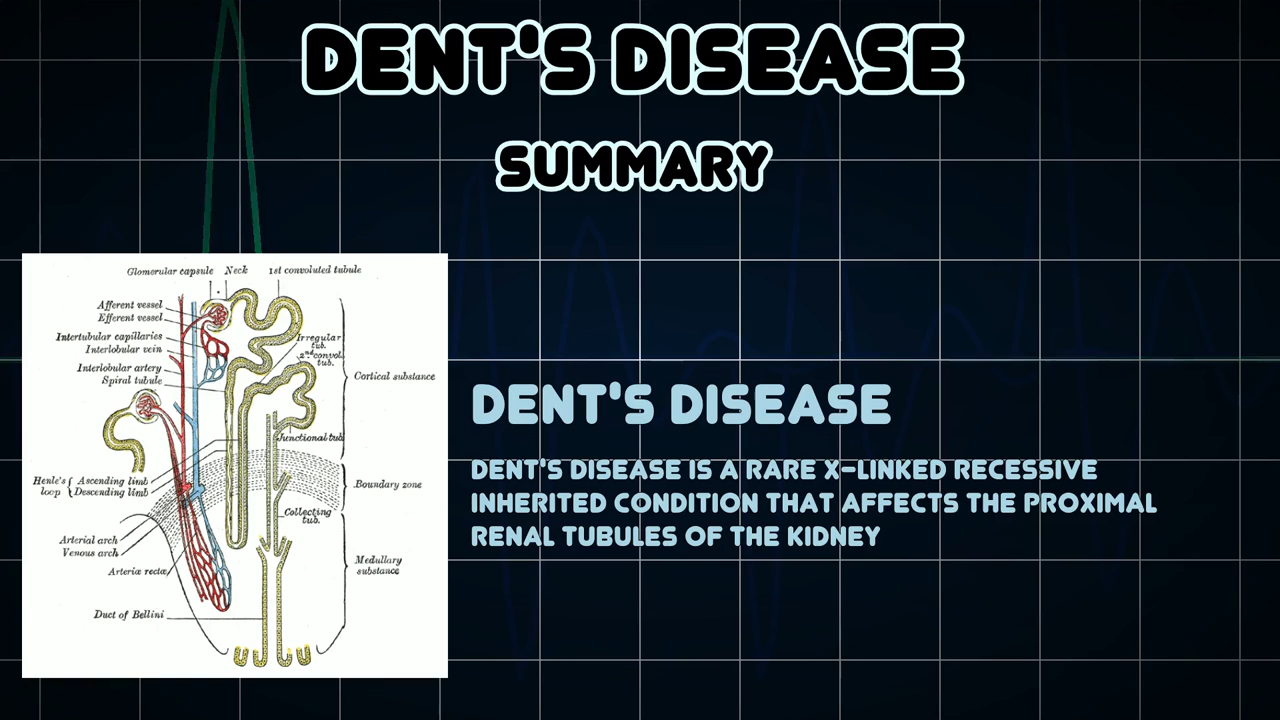 DENT'S DISEASE
SUMMARY
Glomerular capsule Neck 1st convoluted tubule
Afferent vessel
Efferent vessel
Intertubular capillaries
Interlobular vein
Irregular
tub.
2nd convol.
tub.
Interlobular artery
Spiral tubule
Cortical substance
Junctional tub.
Henle's loop { Ascending limb
Descending limb
Boundary zone
Collecting
tub.
Arterial arch
Venous arch
Arteriæ rectæ
Medullary
substance
Duct of Bellini
DENT'S DISEASE
DENT'S DISEASE IS A RARE X-LINKED RECESSIVE
INHERITED CONDITION THAT AFFECTS THE PROXIMAL
RENAL TUBULES OF THE KIDNEY